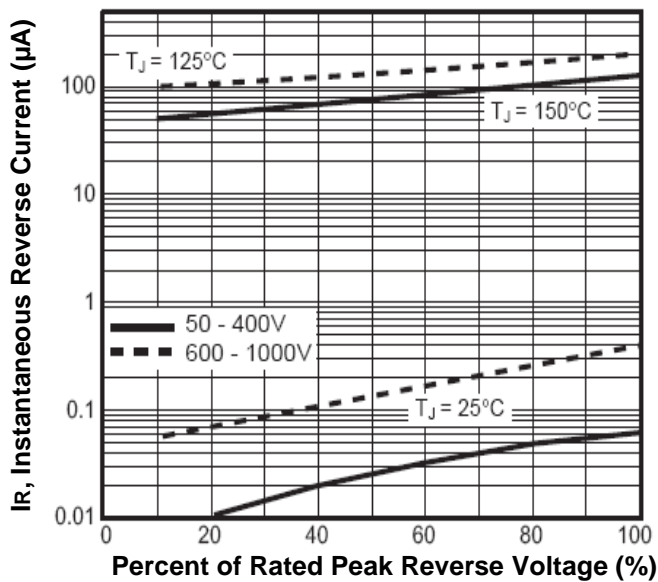 IR, Instantaneous Reverse Current (µA)
100
10
1
0.1
0.01
TJ = 125°C
TJ = 150°C
50 - 400V
600 - 1000V
TJ = 25°C
0 20 40 60 80 100
Percent of Rated Peak Reverse Voltage (%)